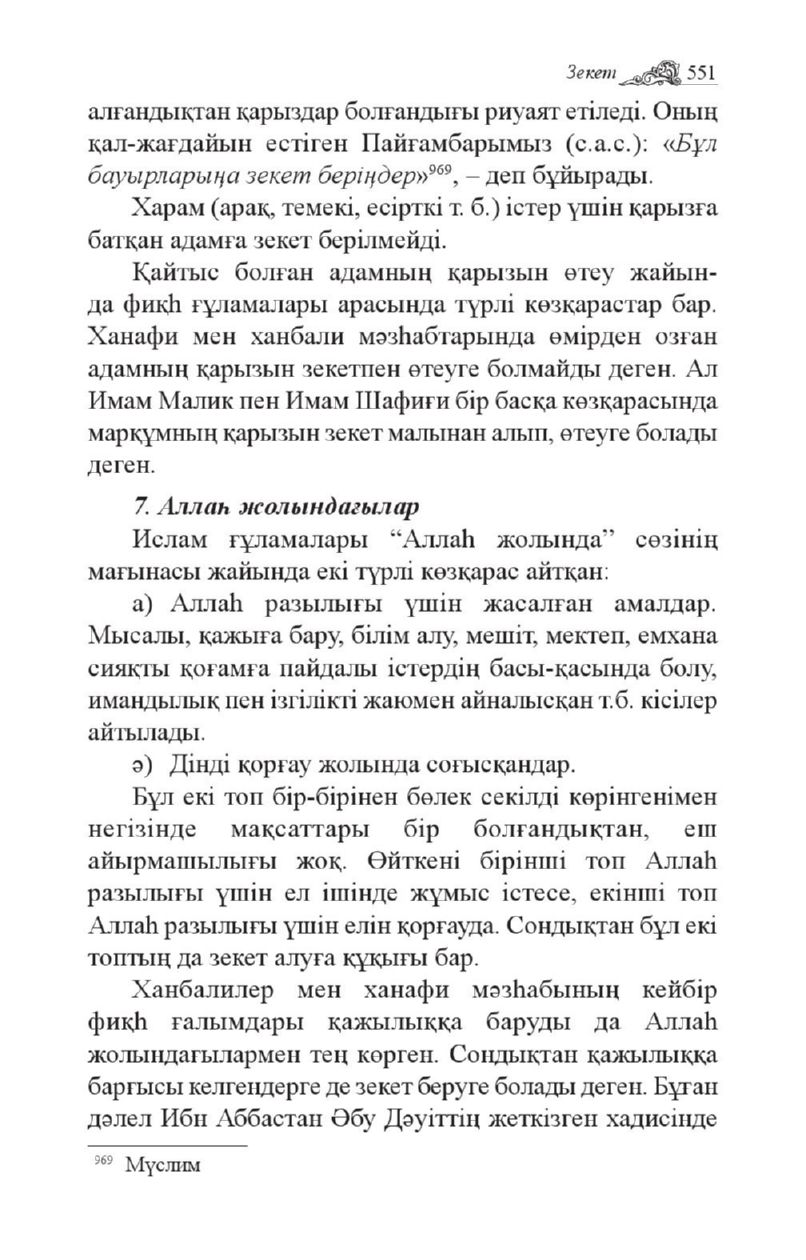 Зекет 551
алғандықтан қарыздар болғандығы риуаят етіледі. Оның
қал-жағдайын естіген Пайғамбарымыз (с.а.с.): «Бұл
бауырларыңа зекет беріңдер»⁹⁶⁹, – деп бұйырады.
Харам (арақ, темекі, есірткі т. б.) істер үшін қарызға
батқан адамға зекет берілмейді.
Қайтыс болған адамның қарызын өтеу жайын-
да фиқһ ғұламалары арасында түрлі көзқарастар бар.
Ханафи мен ханбали мәзһабтарында өмірден озған
адамның қарызын зекетпен өтеуге болмайды деген. Ал
Имам Малик пен Имам Шафиғи бір басқа көзқарасында
марқұмның қарызын зекет малынан алып, өтеуге болады
деген.
7. Аллаһ жолындағылар
Ислам ғұламалары “Аллаһ жолында” сөзінің
мағынасы жайында екі түрлі көзқарас айтқан:
а) Аллаһ разылығы үшін жасалған амалдар.
Мысалы, қажыға бару, білім алу, мешіт, мектеп, емхана
сияқты қоғамға пайдалы істердің басы-қасында болу,
имандылық пен ізгілікті жаюмен айналысқан т.б. кісілер
айтылады.
ә) Дінді қорғау жолында соғысқандар.
Бұл екі топ бір-бірінен бөлек секілді көрінгенімен
негізінде мақсаттары бір болғандықтан, еш
айырмашылығы жоқ. Өйткені бірінші топ Аллаһ
разылығы үшін ел ішінде жұмыс істесе, екінші топ
Аллаһ разылығы үшін елін қорғауда. Сондықтан бұл екі
топтың да зекет алуға құқығы бар.
Ханбалилер мен ханафи мәзһабының кейбір
фиқһ ғалымдары қажылыққа баруды да Аллаһ
жолындағылармен тең көрген. Сондықтан қажылыққа
барғысы келгендерге де зекет беруге болады деген. Бұған
дәлел Ибн Аббастан Әбу Дәуіттің жеткізген хадисінде
⁹⁶⁹ Мүслим